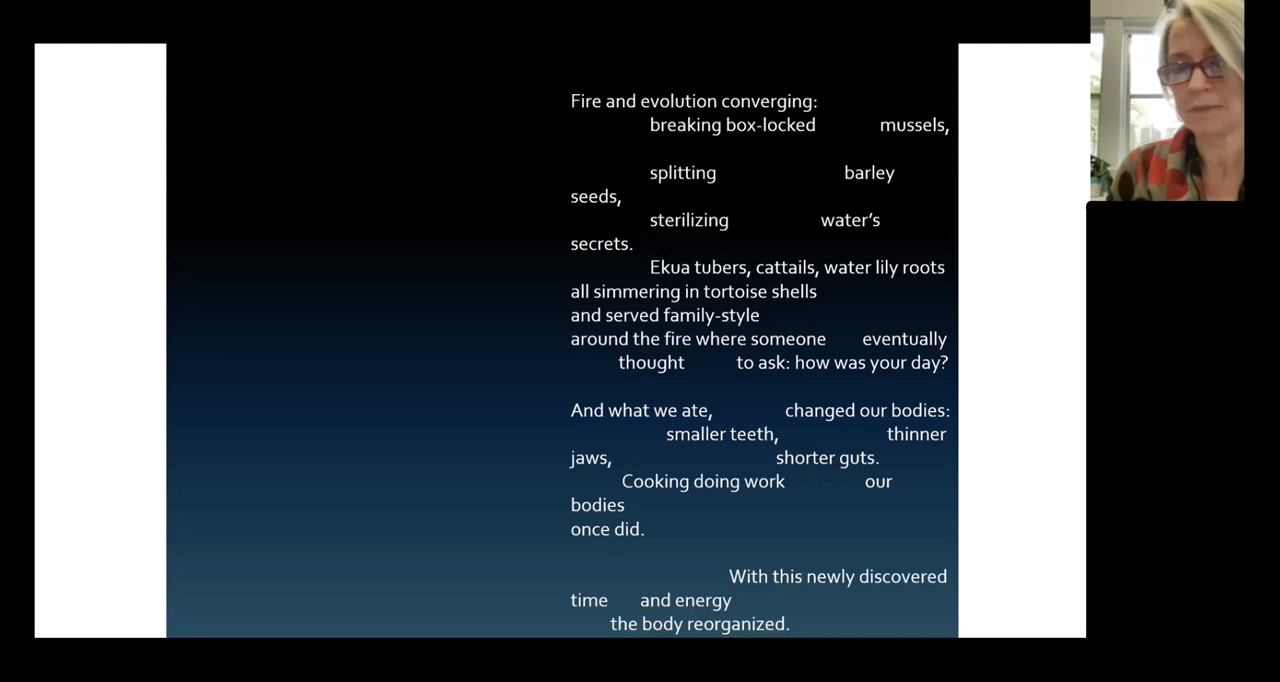 Fire and evolution converging:
breaking box-locked mussels,
splitting barley
seeds,
sterilizing water's
secrets.
Ekua tubers, cattails, water lily roots
all simmering in tortoise shells
and served family-style
around the fire where someone eventually
thought to ask: how was your day?
And what we ate, changed our bodies:
smaller teeth, thinner
jaws, shorter guts.
Cooking doing work our
bodies
once did.
With this newly discovered
time and energy
the body reorganized.